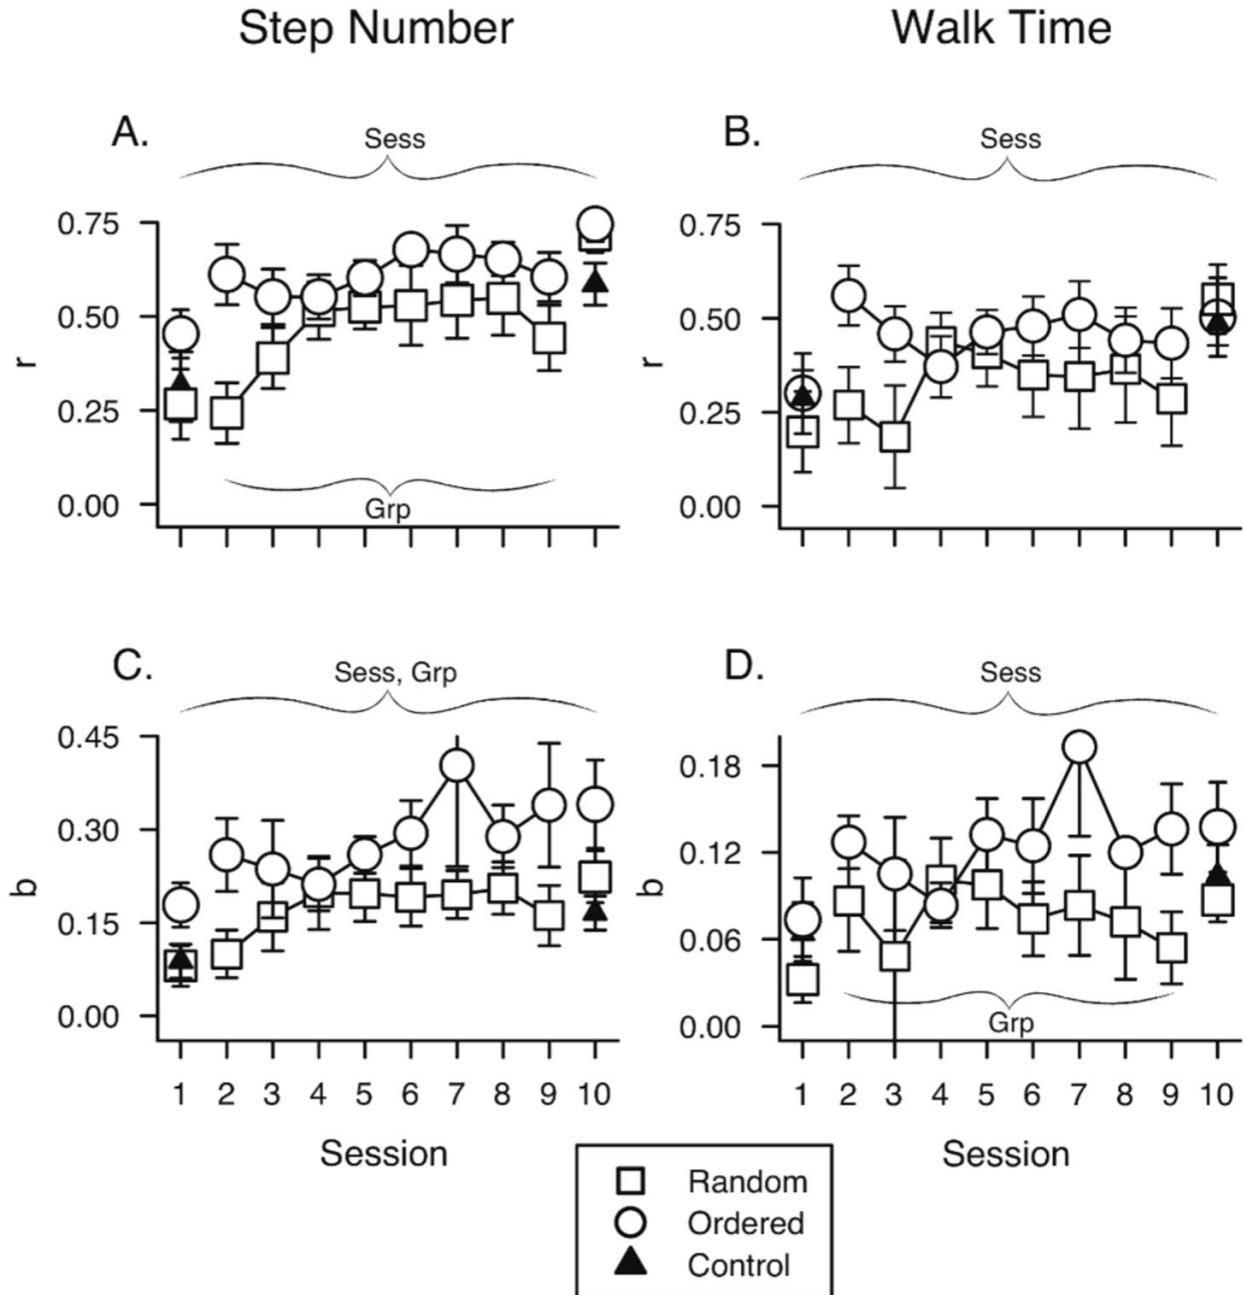 Step Number
Walk Time
A.
Sess
0.75
0.50
0.25
0.00
r
Grp
B.
Sess
0.75
0.50
0.25
0.00
r
C.
Sess, Grp
0.45
0.30
0.15
0.00
b
1 2 3 4 5 6 7 8 9 10
Session
D.
Sess
0.18
0.12
0.06
0.00
b
Grp
1 2 3 4 5 6 7 8 9 10
Session
Random
Ordered
Control